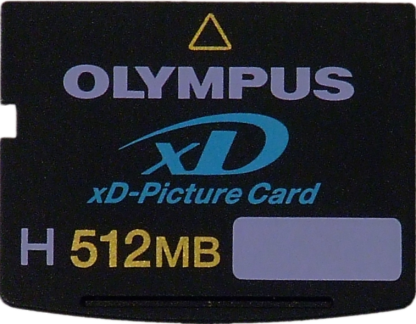 OLYMPUS
xD
xD-Picture Card
H 512MB